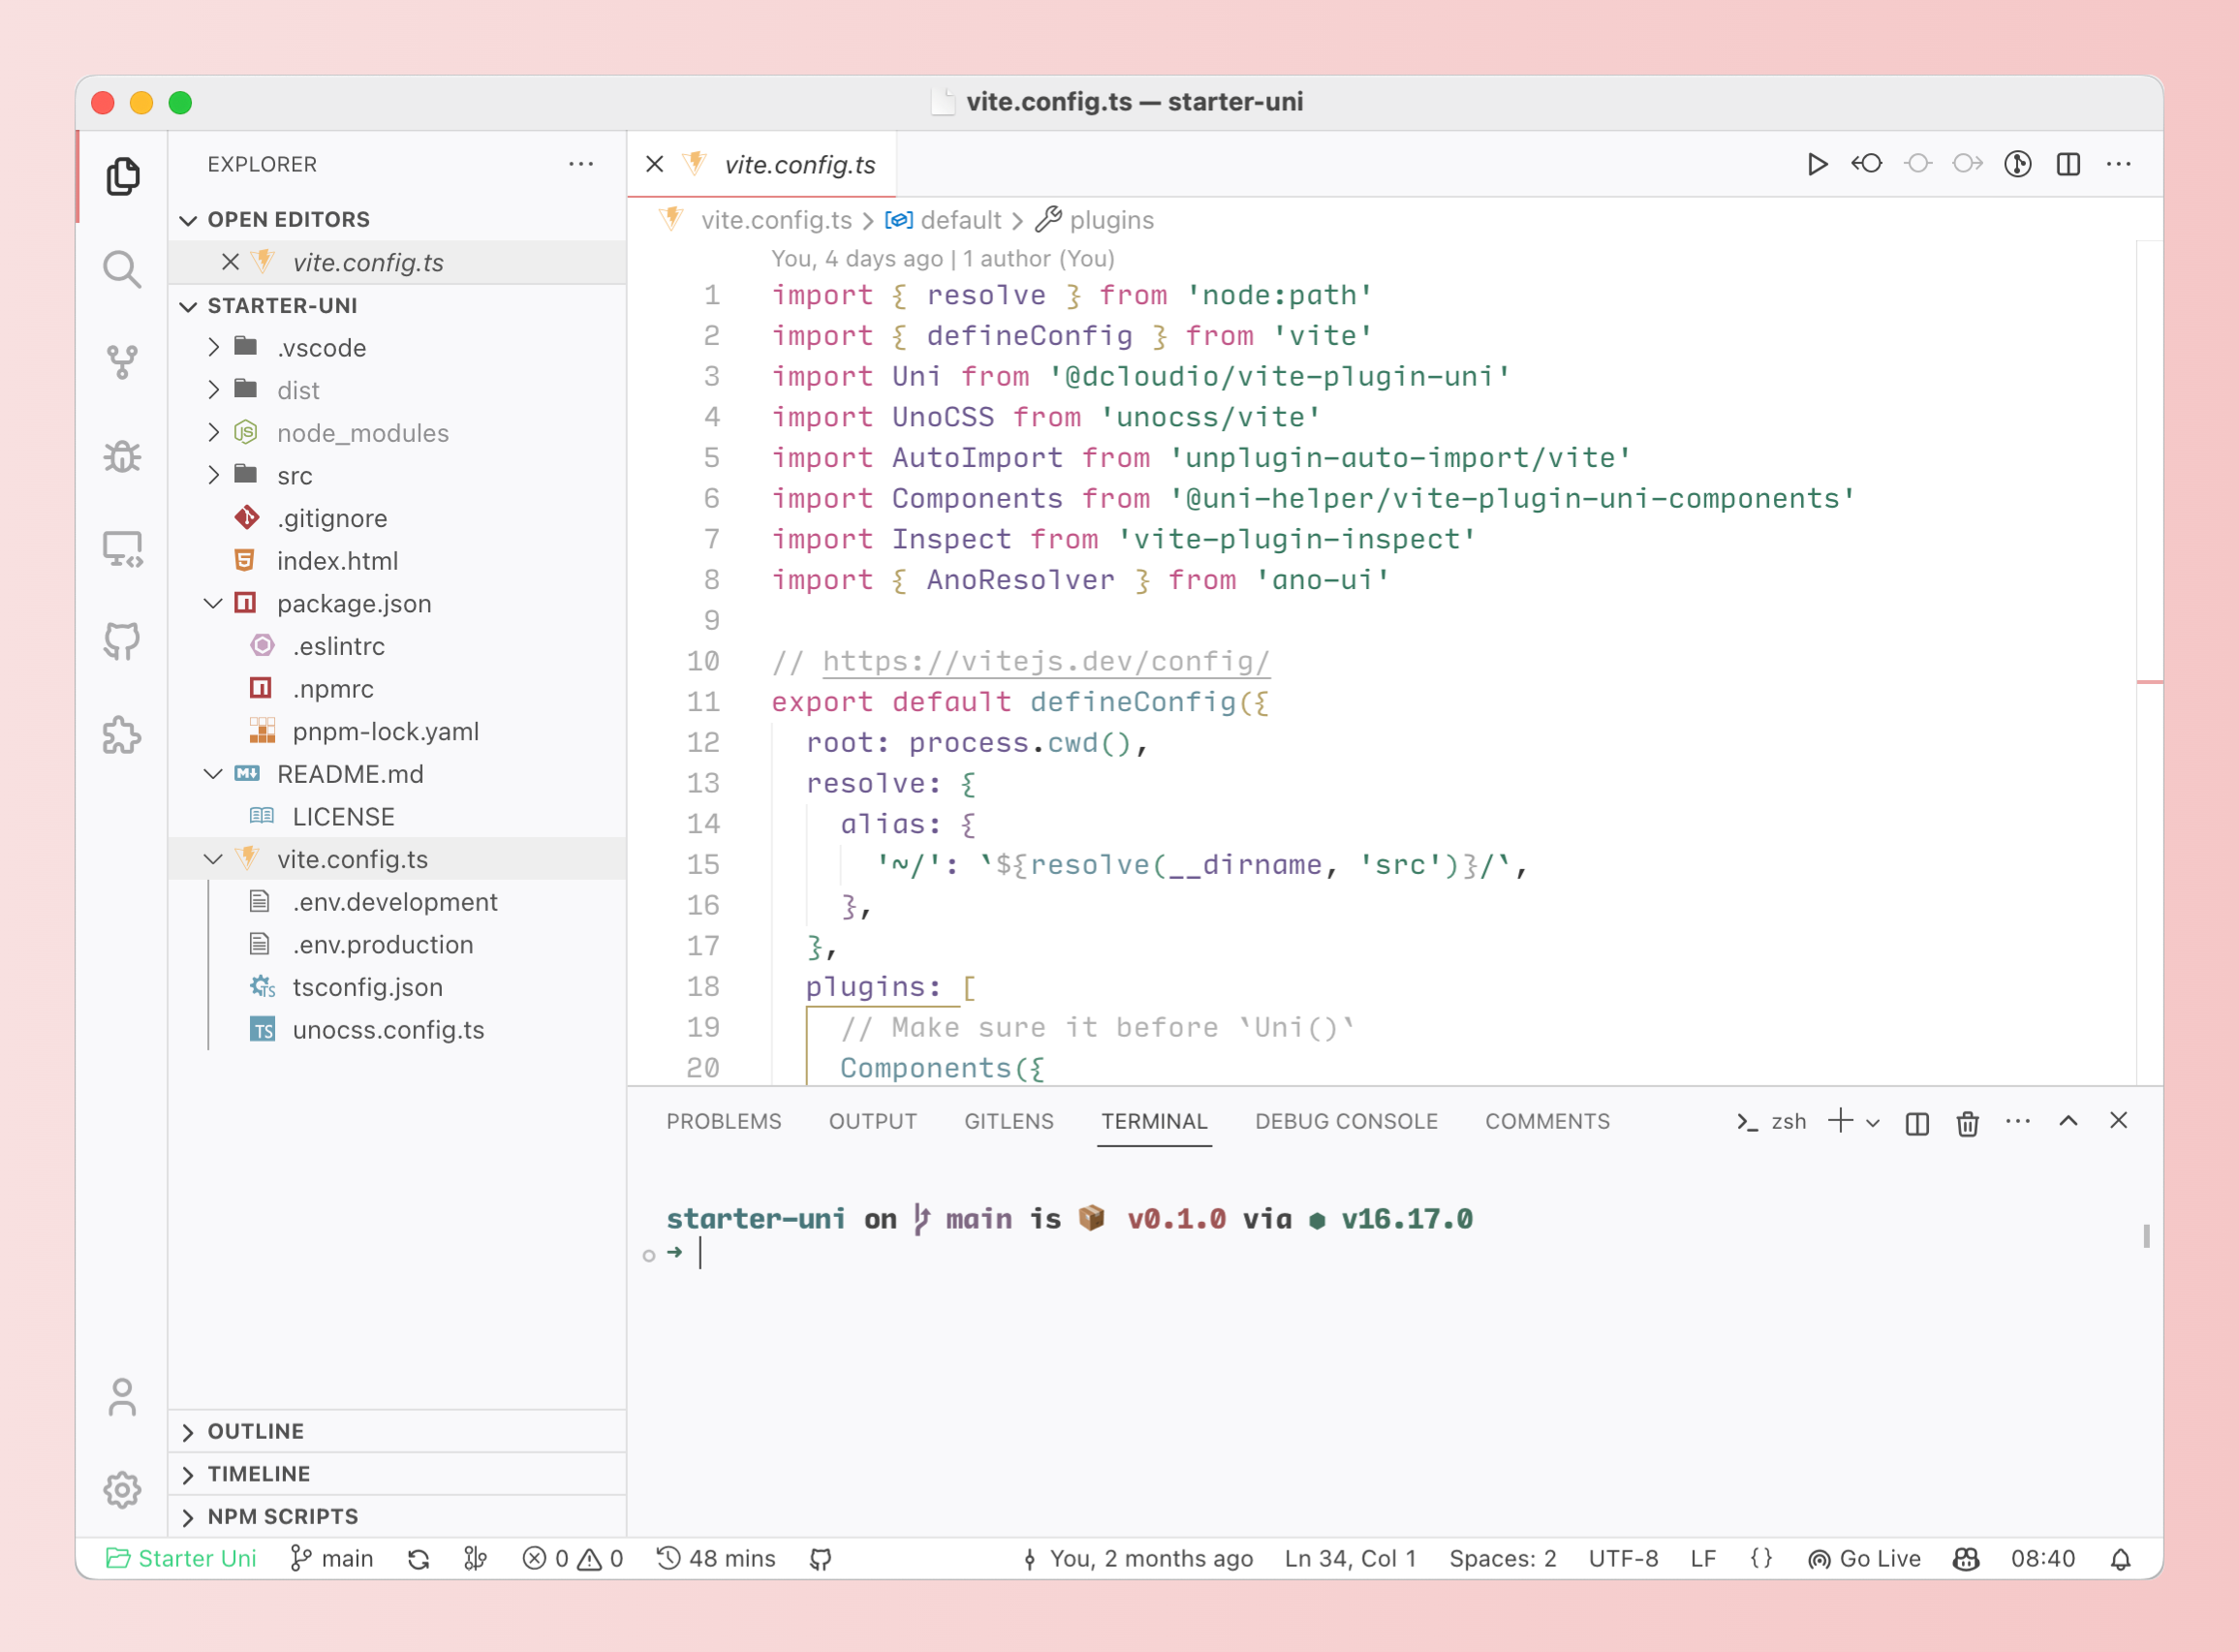 vite.config.ts — starter-uni
EXPLORER
OPEN EDITORS
vite.config.ts
STARTER-UNI
.vscode
dist
node_modules
src
.gitignore
index.html
package.json
.eslintrc
.npmrc
pnpm-lock.yaml
README.md
LICENSE
vite.config.ts
.env.development
.env.production
tsconfig.json
unocss.config.ts
OUTLINE
TIMELINE
NPM SCRIPTS
vite.config.ts
vite.config.ts > default > plugins
You, 4 days ago | 1 author (You)
1 import { resolve } from 'node:path'
2 import { defineConfig } from 'vite'
3 import Uni from '@dcloudio/vite-plugin-uni'
4 import UnoCSS from 'unocss/vite'
5 import AutoImport from 'unplugin-auto-import/vite'
6 import Components from '@uni-helper/vite-plugin-uni-components'
7 import Inspect from 'vite-plugin-inspect'
8 import { AnoResolver } from 'ano-ui'
9
10 // https://vitejs.dev/config/
11 export default defineConfig({
12 root: process.cwd(),
13 resolve: {
14 alias: {
15 '~/': `${resolve(__dirname, 'src')}/`,
16 },
17 },
18 plugins: [
19 // Make sure it before `Uni()`
20 Components({
PROBLEMS OUTPUT GITLENS TERMINAL DEBUG CONSOLE COMMENTS zsh
starter-uni on main is 📦 v0.1.0 via ⬢ v16.17.0
➜
Starter Uni main 0 0 48 mins You, 2 months ago Ln 34, Col 1 Spaces: 2 UTF-8 LF {} Go Live 08:40